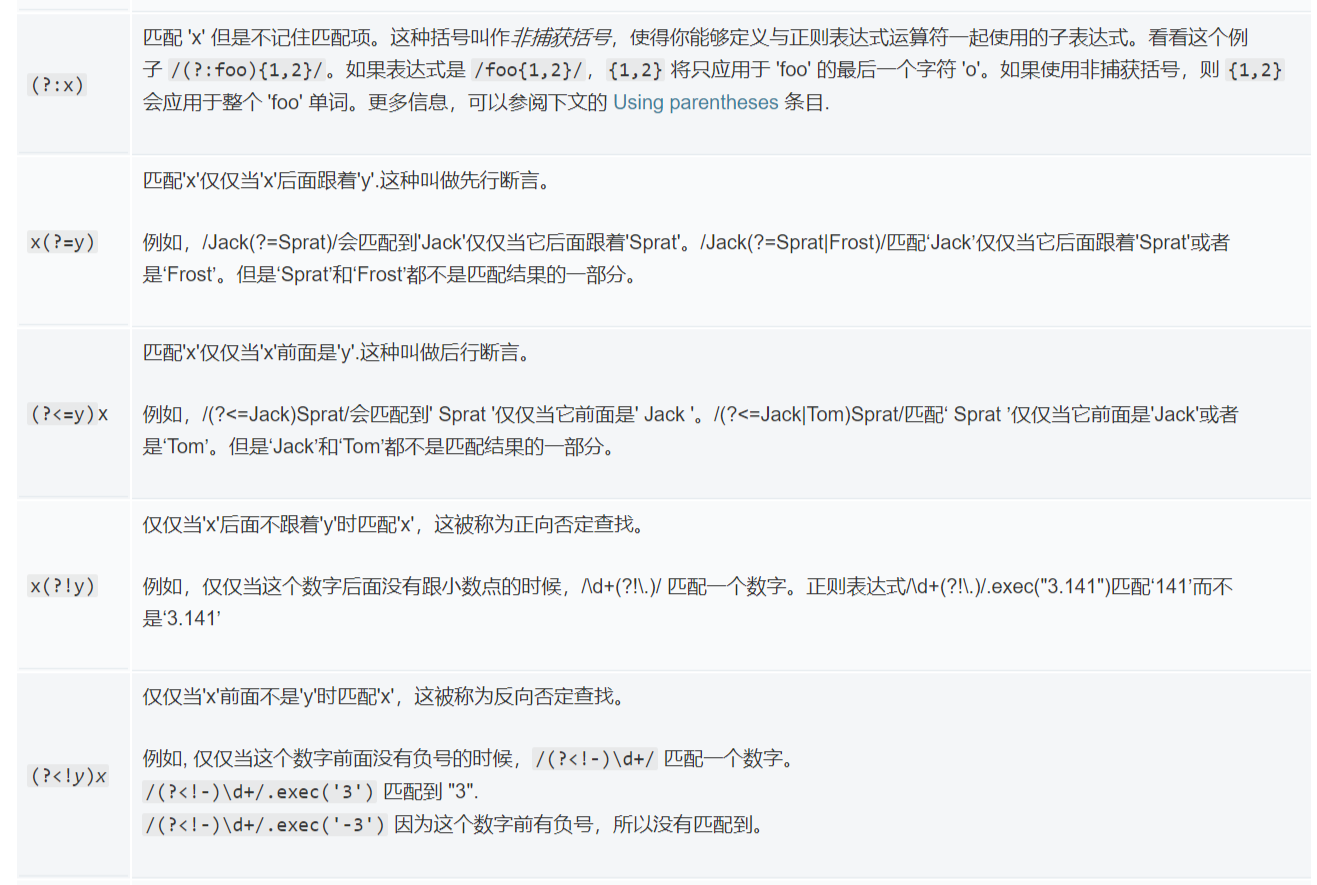 (?:x)
匹配 'x' 但是不记住匹配项。这种括号叫作非捕获括号，使得你能够定义与正则表达式运算符一起使用的子表达式。看看这个例
子 /(?:foo){1,2}/。如果表达式是 /foo{1,2}/，{1,2} 将只应用于 'foo' 的最后一个字符 'o'。如果使用非捕获括号，则 {1,2}
会应用于整个 'foo' 单词。更多信息，可以参阅下文的 Using parentheses 条目.
x(?=y)
匹配'x'仅仅当'x'后面跟着'y'.这种叫做先行断言。
例如，/Jack(?=Sprat)/会匹配到'Jack'仅仅当它后面跟着'Sprat'。/Jack(?=Sprat|Frost)/匹配‘Jack’仅仅当它后面跟着'Sprat'或者
是‘Frost’。但是‘Sprat’和‘Frost’都不是匹配结果的一部分。
(?<=y)x
匹配'x'仅仅当'x'前面是'y'.这种叫做后行断言。
例如，/(?<=Jack)Sprat/会匹配到' Sprat '仅仅当它前面是' Jack '。/(?<=Jack|Tom)Sprat/匹配‘ Sprat ’仅仅当它前面是'Jack'或者
是‘Tom’。但是‘Jack’和‘Tom’都不是匹配结果的一部分。
x(?!y)
仅仅当'x'后面不跟着'y'时匹配'x'，这被称为正向否定查找。
例如，仅仅当这个数字后面没有跟小数点的时候，/\d+(?!\.)/ 匹配一个数字。正则表达式/\d+(?!\.)/.exec("3.141")匹配‘141’而不
是‘3.141’
(?<!y)x
仅仅当'x'前面不是'y'时匹配'x'，这被称为反向否定查找。
例如, 仅仅当这个数字前面没有负号的时候，/(?<!-)\d+/ 匹配一个数字。
/(?<!-)\d+/.exec('3') 匹配到 "3".
/(?<!-)\d+/.exec('-3') 因为这个数字前有负号，所以没有匹配到。